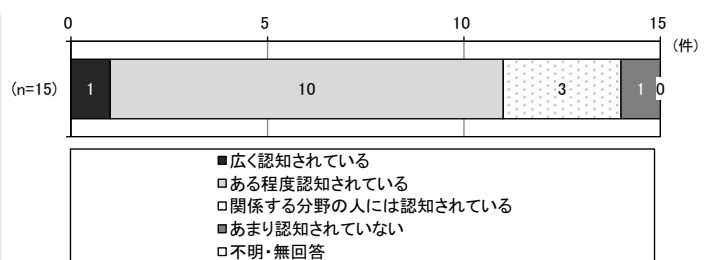 0 5 10 15
(件)
(n=15) 1 10 3 1 0
■広く認知されている
□ある程度認知されている
□関係する分野の人には認知されている
■あまり認知されていない
□不明・無回答